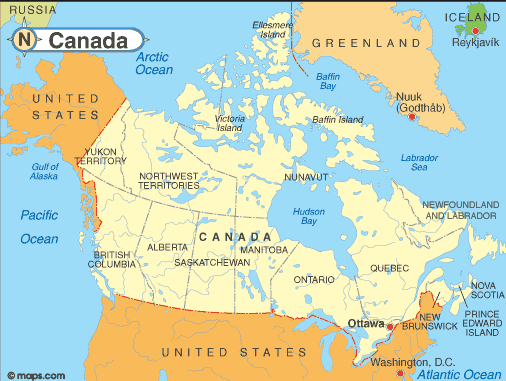 RUSSIA
N
Canada
Ellesmere
Island
ICELAND
Reykjavík
Arctic
Ocean
GREENLAND
Baffin
Bay
UNITED
STATES
Nuuk
(Godthåb)
Victoria
Island
Baffin Island
YUKON
TERRITORY
Labrador
Sea
Gulf of
Alaska
NORTHWEST
TERRITORIES
NUNAVUT
NEWFOUNDLAND
AND LABRADOR
Pacific
Ocean
Hudson
Bay
CANADA
BRITISH
COLUMBIA
ALBERTA
SASKATCHEWAN
MANITOBA
ONTARIO
QUEBEC
NOVA
SCOTIA
PRINCE
EDWARD
ISLAND
NEW
BRUNSWICK
Ottawa
UNITED STATES
Washington, D.C.
Atlantic Ocean
© maps.com